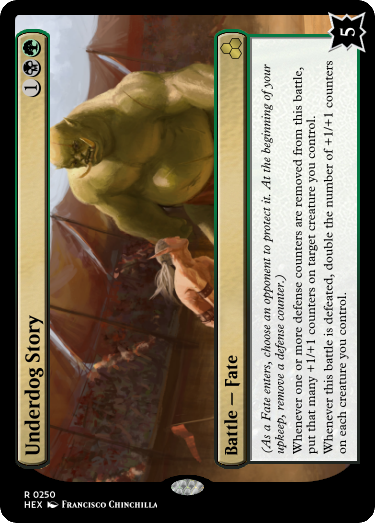 Underdog Story
1
Battle — Fate
(As a Fate enters, choose an opponent to protect it. At the beginning of your
upkeep, remove a defense counter.)
Whenever one or more defense counters are removed from this battle,
put that many +1/+1 counters on target creature you control.
Whenever this battle is defeated, double the number of +1/+1 counters
on each creature you control.
5
R 0250
HEX Francisco Chinchilla